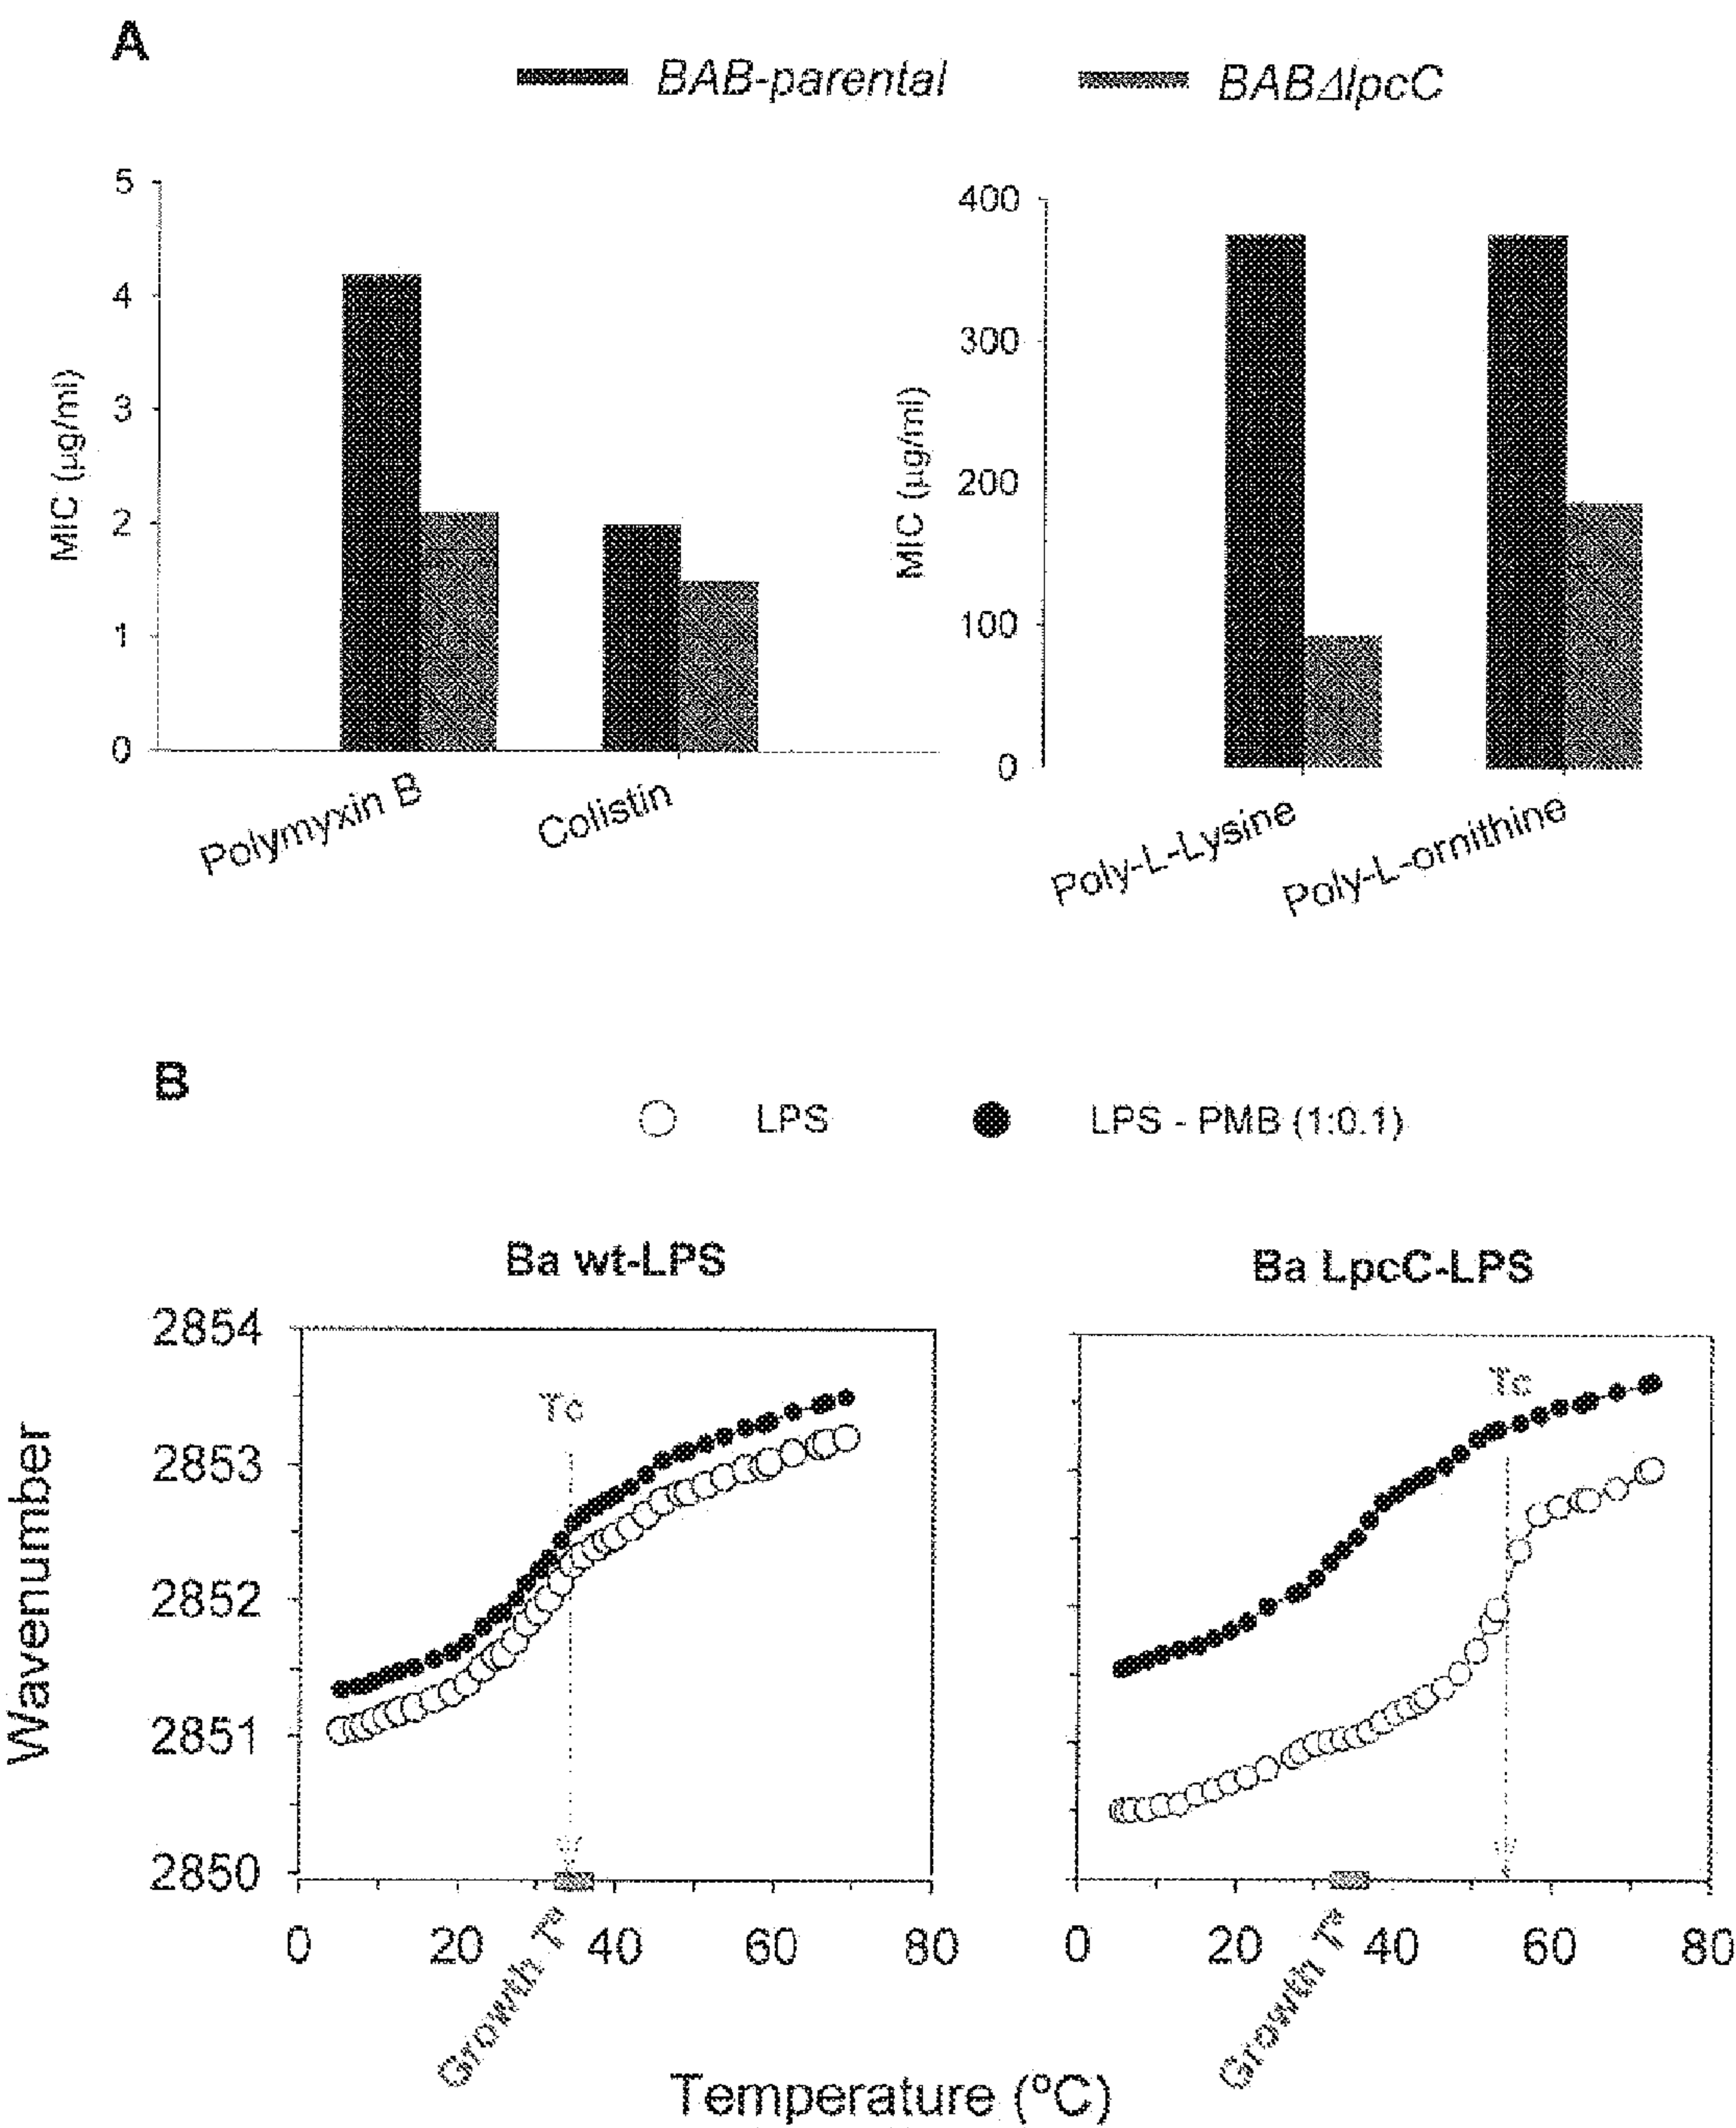 A
BAB-parental BABΔlpcC
5
4
3
2
1
0
MIC (µg/ml)
Polymyxin B
Colistin
400
300
200
100
0
MIC (µg/ml)
Poly-L-Lysine
Poly-L-ornithine
B
LPS LPS - PMB (1:0.1)
Ba wt-LPS
Ba LpcC-LPS
Wavenumber
2854
2853
2852
2851
2850
Tc
Tc
0 20 40 60 80
0 20 40 60 80
Growth Tª
Growth Tª
Temperature (ºC)